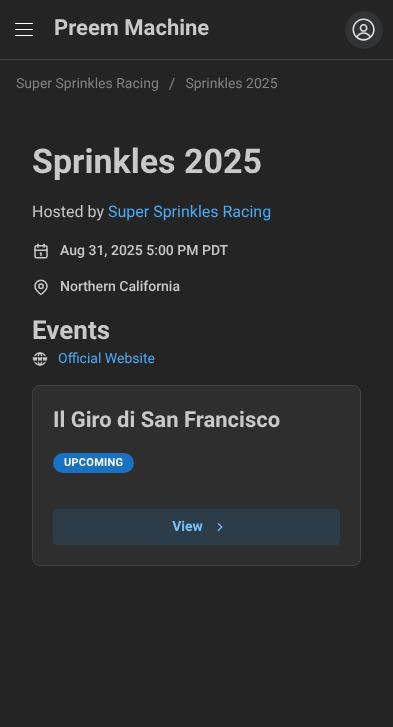 Preem Machine
Super Sprinkles Racing / Sprinkles 2025
Sprinkles 2025
Hosted by Super Sprinkles Racing
Aug 31, 2025 5:00 PM PDT
Northern California
Events
Official Website
Il Giro di San Francisco
UPCOMING
View